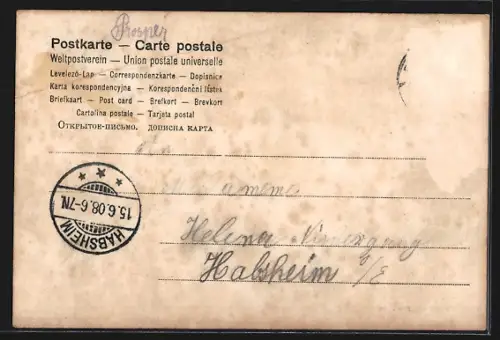 Prosper
Postkarte — Carte postale
Weltpostverein — Union postale universelle
Levelező-Lap — Correspondenzkarte — Dopisnice
Karta korespondencyjna — Korespondenční lístek
Briefkaart — Post card — Brefkort — Brevkort
Cartolina postale — Tarjeta postal
Открытое-письмо. дописна карта
HABSHEIM
15.6.08.6-7N.
Helena
Habsheim